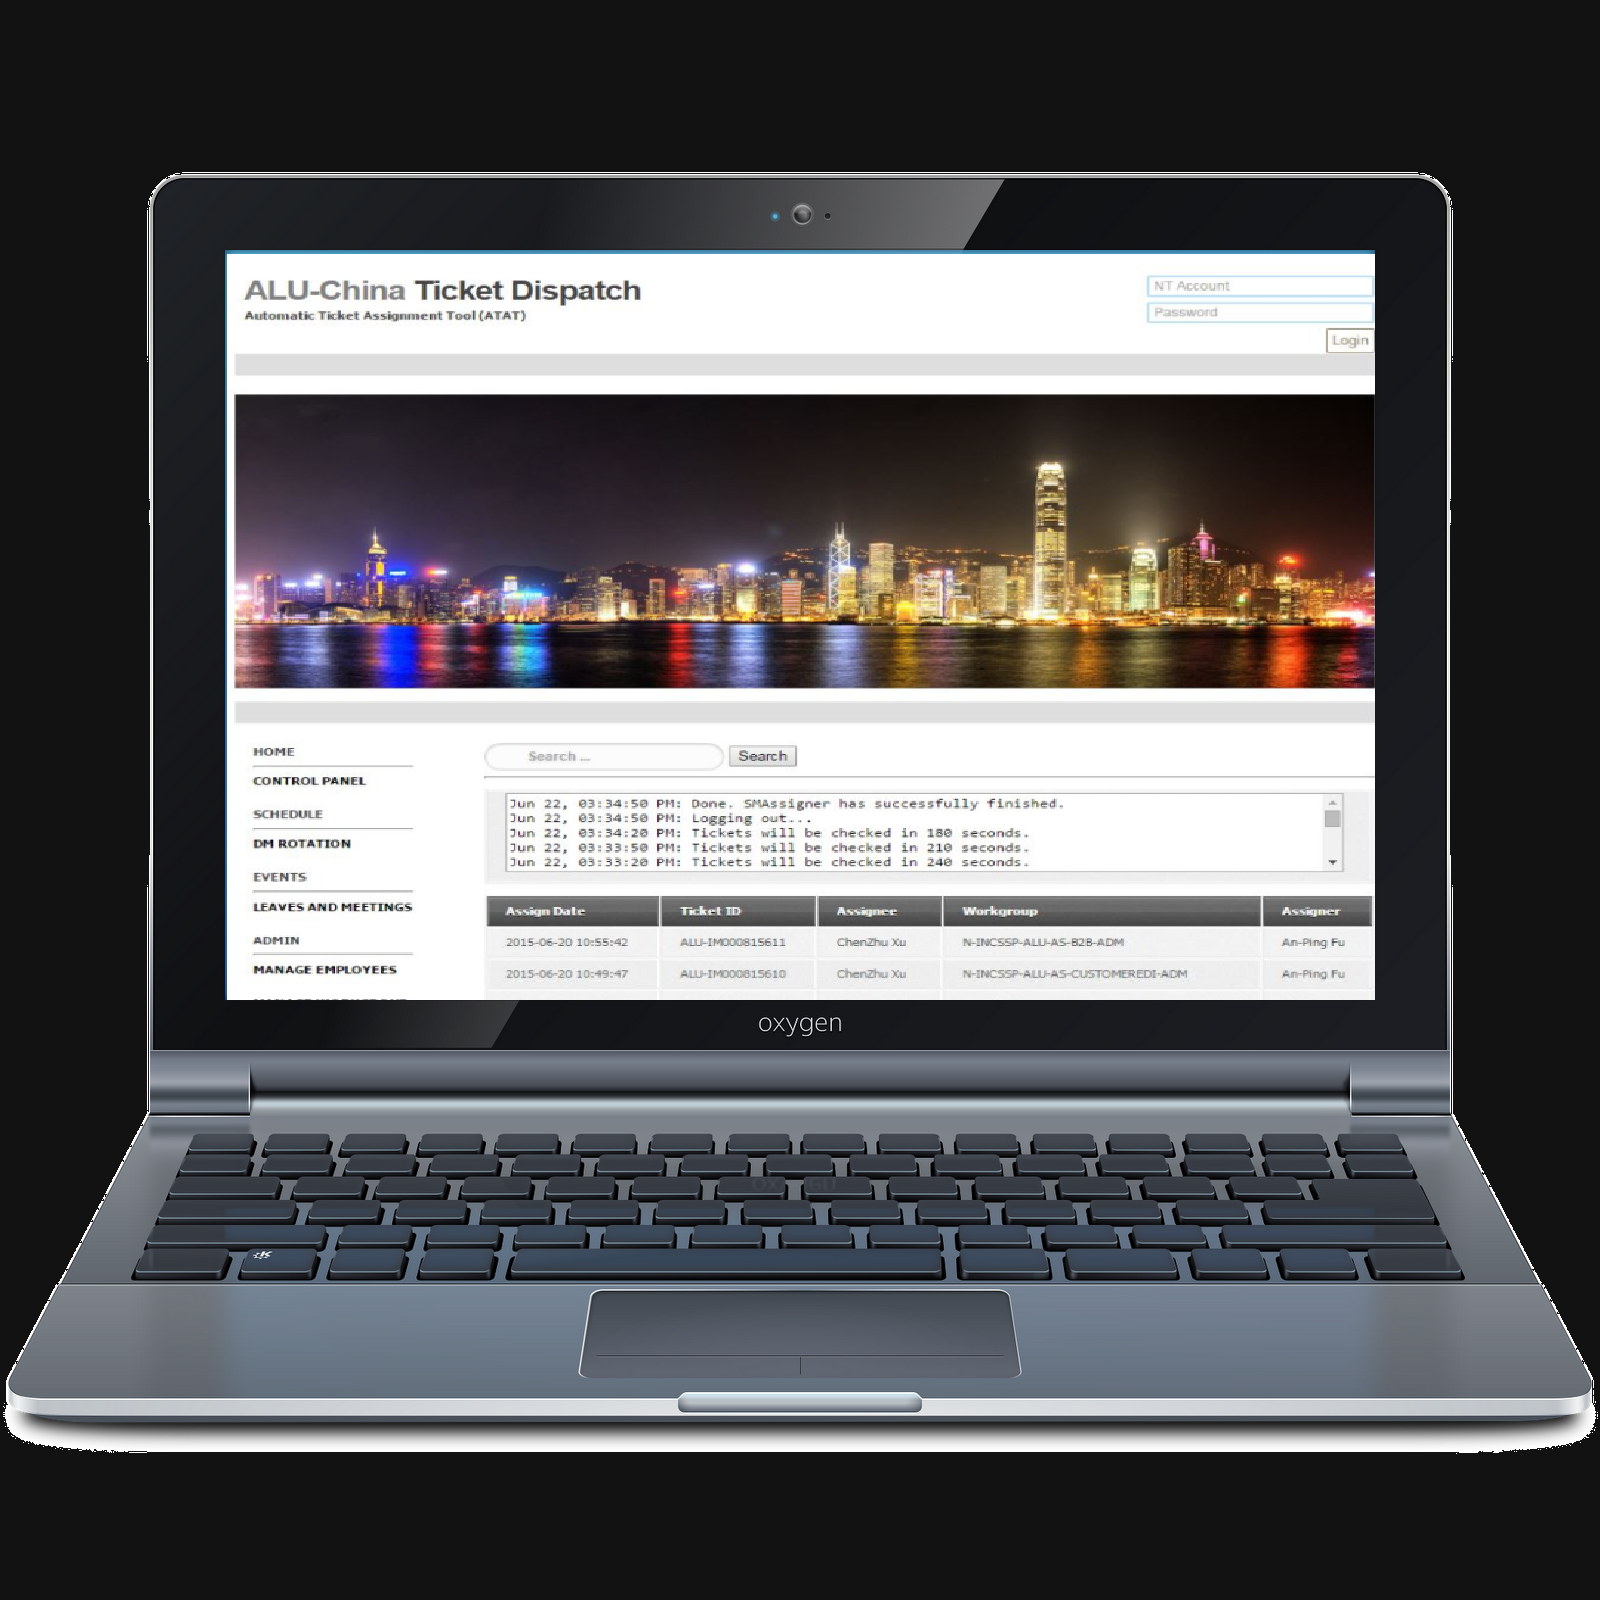 ALU-China Ticket Dispatch
Automatic Ticket Assignment Tool (ATAT)
NT Account
Password
Login
HOME
CONTROL PANEL
SCHEDULE
DM ROTATION
EVENTS
LEAVES AND MEETINGS
ADMIN
MANAGE EMPLOYEES
Search ...
Search
Jun 22, 03:34:50 PM: Done. SMAssigner has successfully finished.
Jun 22, 03:34:50 PM: Logging out...
Jun 22, 03:34:20 PM: Tickets will be checked in 180 seconds.
Jun 22, 03:33:50 PM: Tickets will be checked in 210 seconds.
Jun 22, 03:33:20 PM: Tickets will be checked in 240 seconds.
Assign Date Ticket ID Assignee Workgroup Assigner
2015-06-20 10:55:42 ALU-IM000815611 ChenZhu Xu N-INCSSP-ALU-AS-B2B-ADM An-Ping Fu
2015-06-20 10:49:47 ALU-IM000815610 ChenZhu Xu N-INCSSP-ALU-AS-CUSTOMEREDI-ADM An-Ping Fu
oxygen